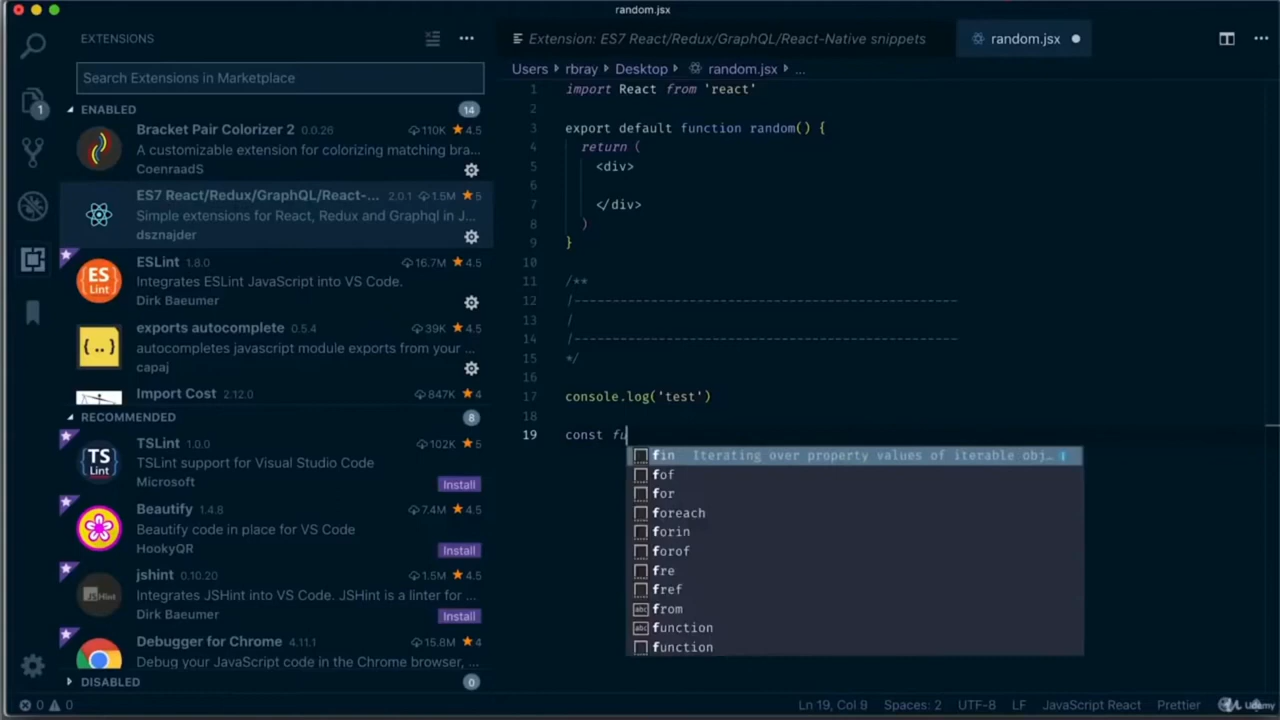 random.jsx
EXTENSIONS
Search Extensions in Marketplace
ENABLED
14
Bracket Pair Colorizer 2 0.0.26 110K 4.5
A customizable extension for colorizing matching bra…
CoenraadS
ES7 React/Redux/GraphQL/React-… 2.0.1 1.5M 5
Simple extensions for React, Redux and Graphql in J…
dsznajder
ESLint 1.8.0 16.7M 4.5
Integrates ESLint JavaScript into VS Code.
Dirk Baeumer
ES
Lint
exports autocomplete 0.5.4 39K 4.5
autocompletes javascript module exports from your …
capaj
{..}
Import Cost 2.12.0 847K 4
RECOMMENDED
8
TSLint 1.0.0 102K 5
TSLint support for Visual Studio Code
Microsoft
Install
TS
Lint
Beautify 1.4.8 7.4M 4.5
Beautify code in place for VS Code
HookyQR
Install
jshint 0.10.20 1.5M 4.5
Integrates JSHint into VS Code. JSHint is a linter for …
Dirk Baeumer
Install
JSHint
Debugger for Chrome 4.11.1 15.8M 4
Debug your JavaScript code in the Chrome browser, …
DISABLED
0
1
Extension: ES7 React/Redux/GraphQL/React-Native snippets
random.jsx
Users rbray Desktop random.jsx ...
1 import React from 'react'
2
3 export default function random() {
4 return (
5 <div>
6
7 </div>
8 )
9 }
10
11 /**
12 /--------------------------------------------------
13 /
14 /--------------------------------------------------
15 */
16
17 console.log('test')
18
19 const fu
fin Iterating over property values of iterable obj…
fof
for
foreach
forin
forof
fre
fref
abc from
abc function
function
0 0
Ln 19, Col 9 Spaces: 2 UTF-8 LF JavaScript React Prettier
Udemy